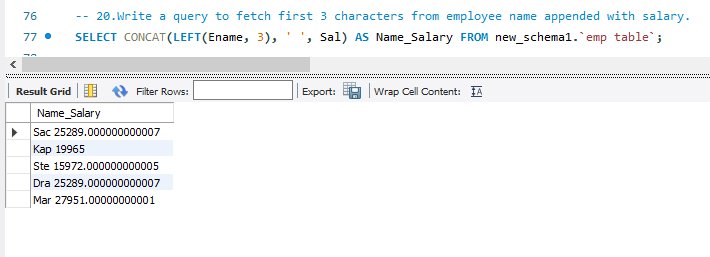 76 -- 20.Write a query to fetch first 3 characters from employee name appended with salary.
77 SELECT CONCAT(LEFT(Ename, 3), ' ', Sal) AS Name_Salary FROM new_schema1.`emp table`;
Result Grid Filter Rows: Export: Wrap Cell Content:
Name_Salary
Sac 25289.000000000007
Kap 19965
Ste 15972.000000000005
Dra 25289.000000000007
Mar 27951.00000000001